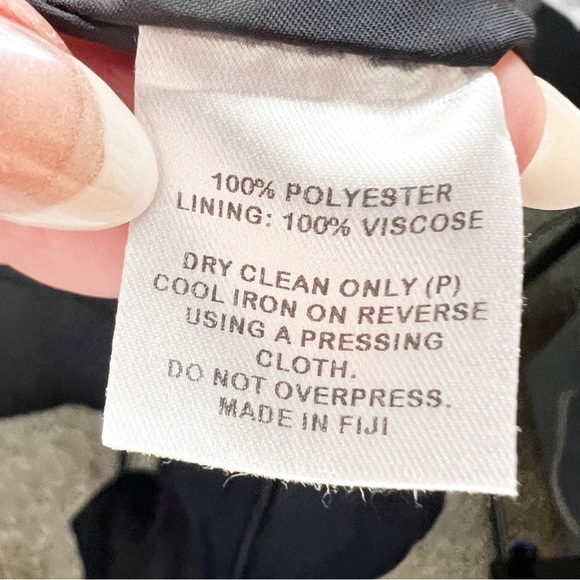 100% POLYESTER
LINING: 100% VISCOSE
DRY CLEAN ONLY (P)
COOL IRON ON REVERSE
USING A PRESSING
CLOTH.
DO NOT OVERPRESS.
MADE IN FIJI